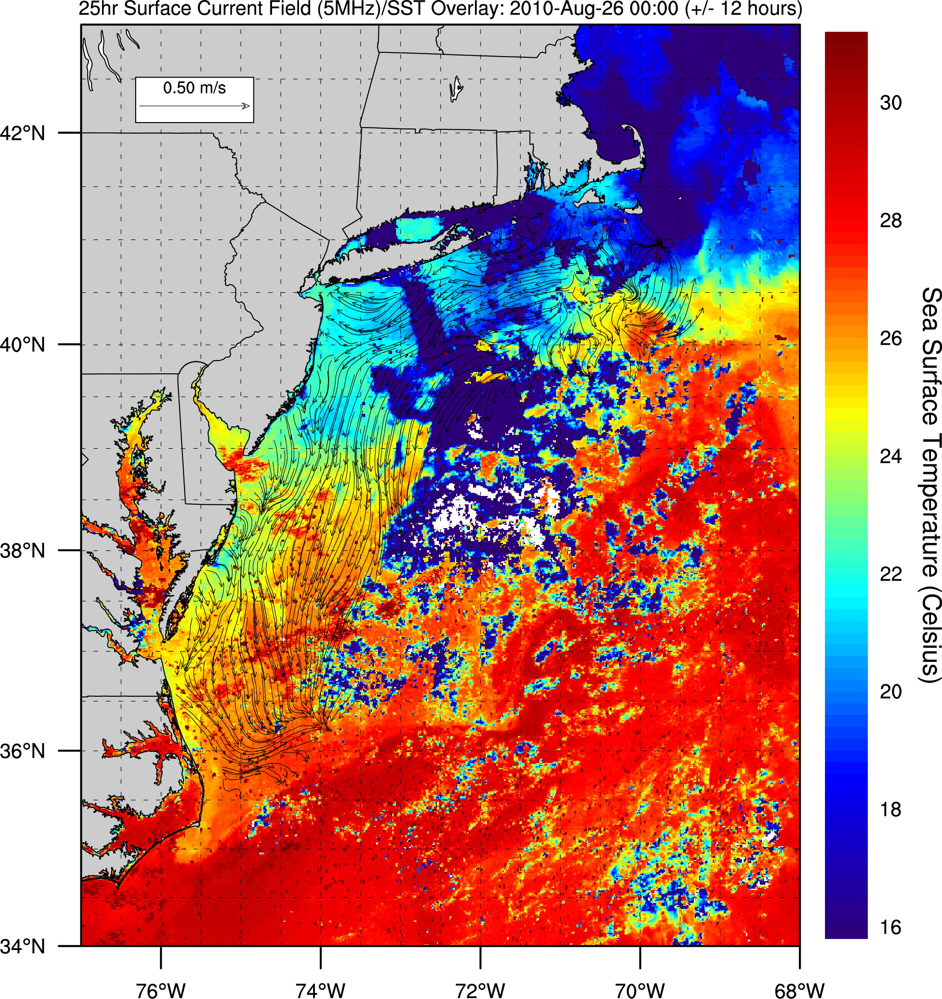 25hr Surface Current Field (5MHz)/SST Overlay: 2010-Aug-26 00:00 (+/- 12 hours)
0.50 m/s
42°N
40°N
38°N
36°N
34°N
76°W
74°W
72°W
70°W
68°W
30
28
26
24
22
20
18
16
Sea Surface Temperature (Celsius)